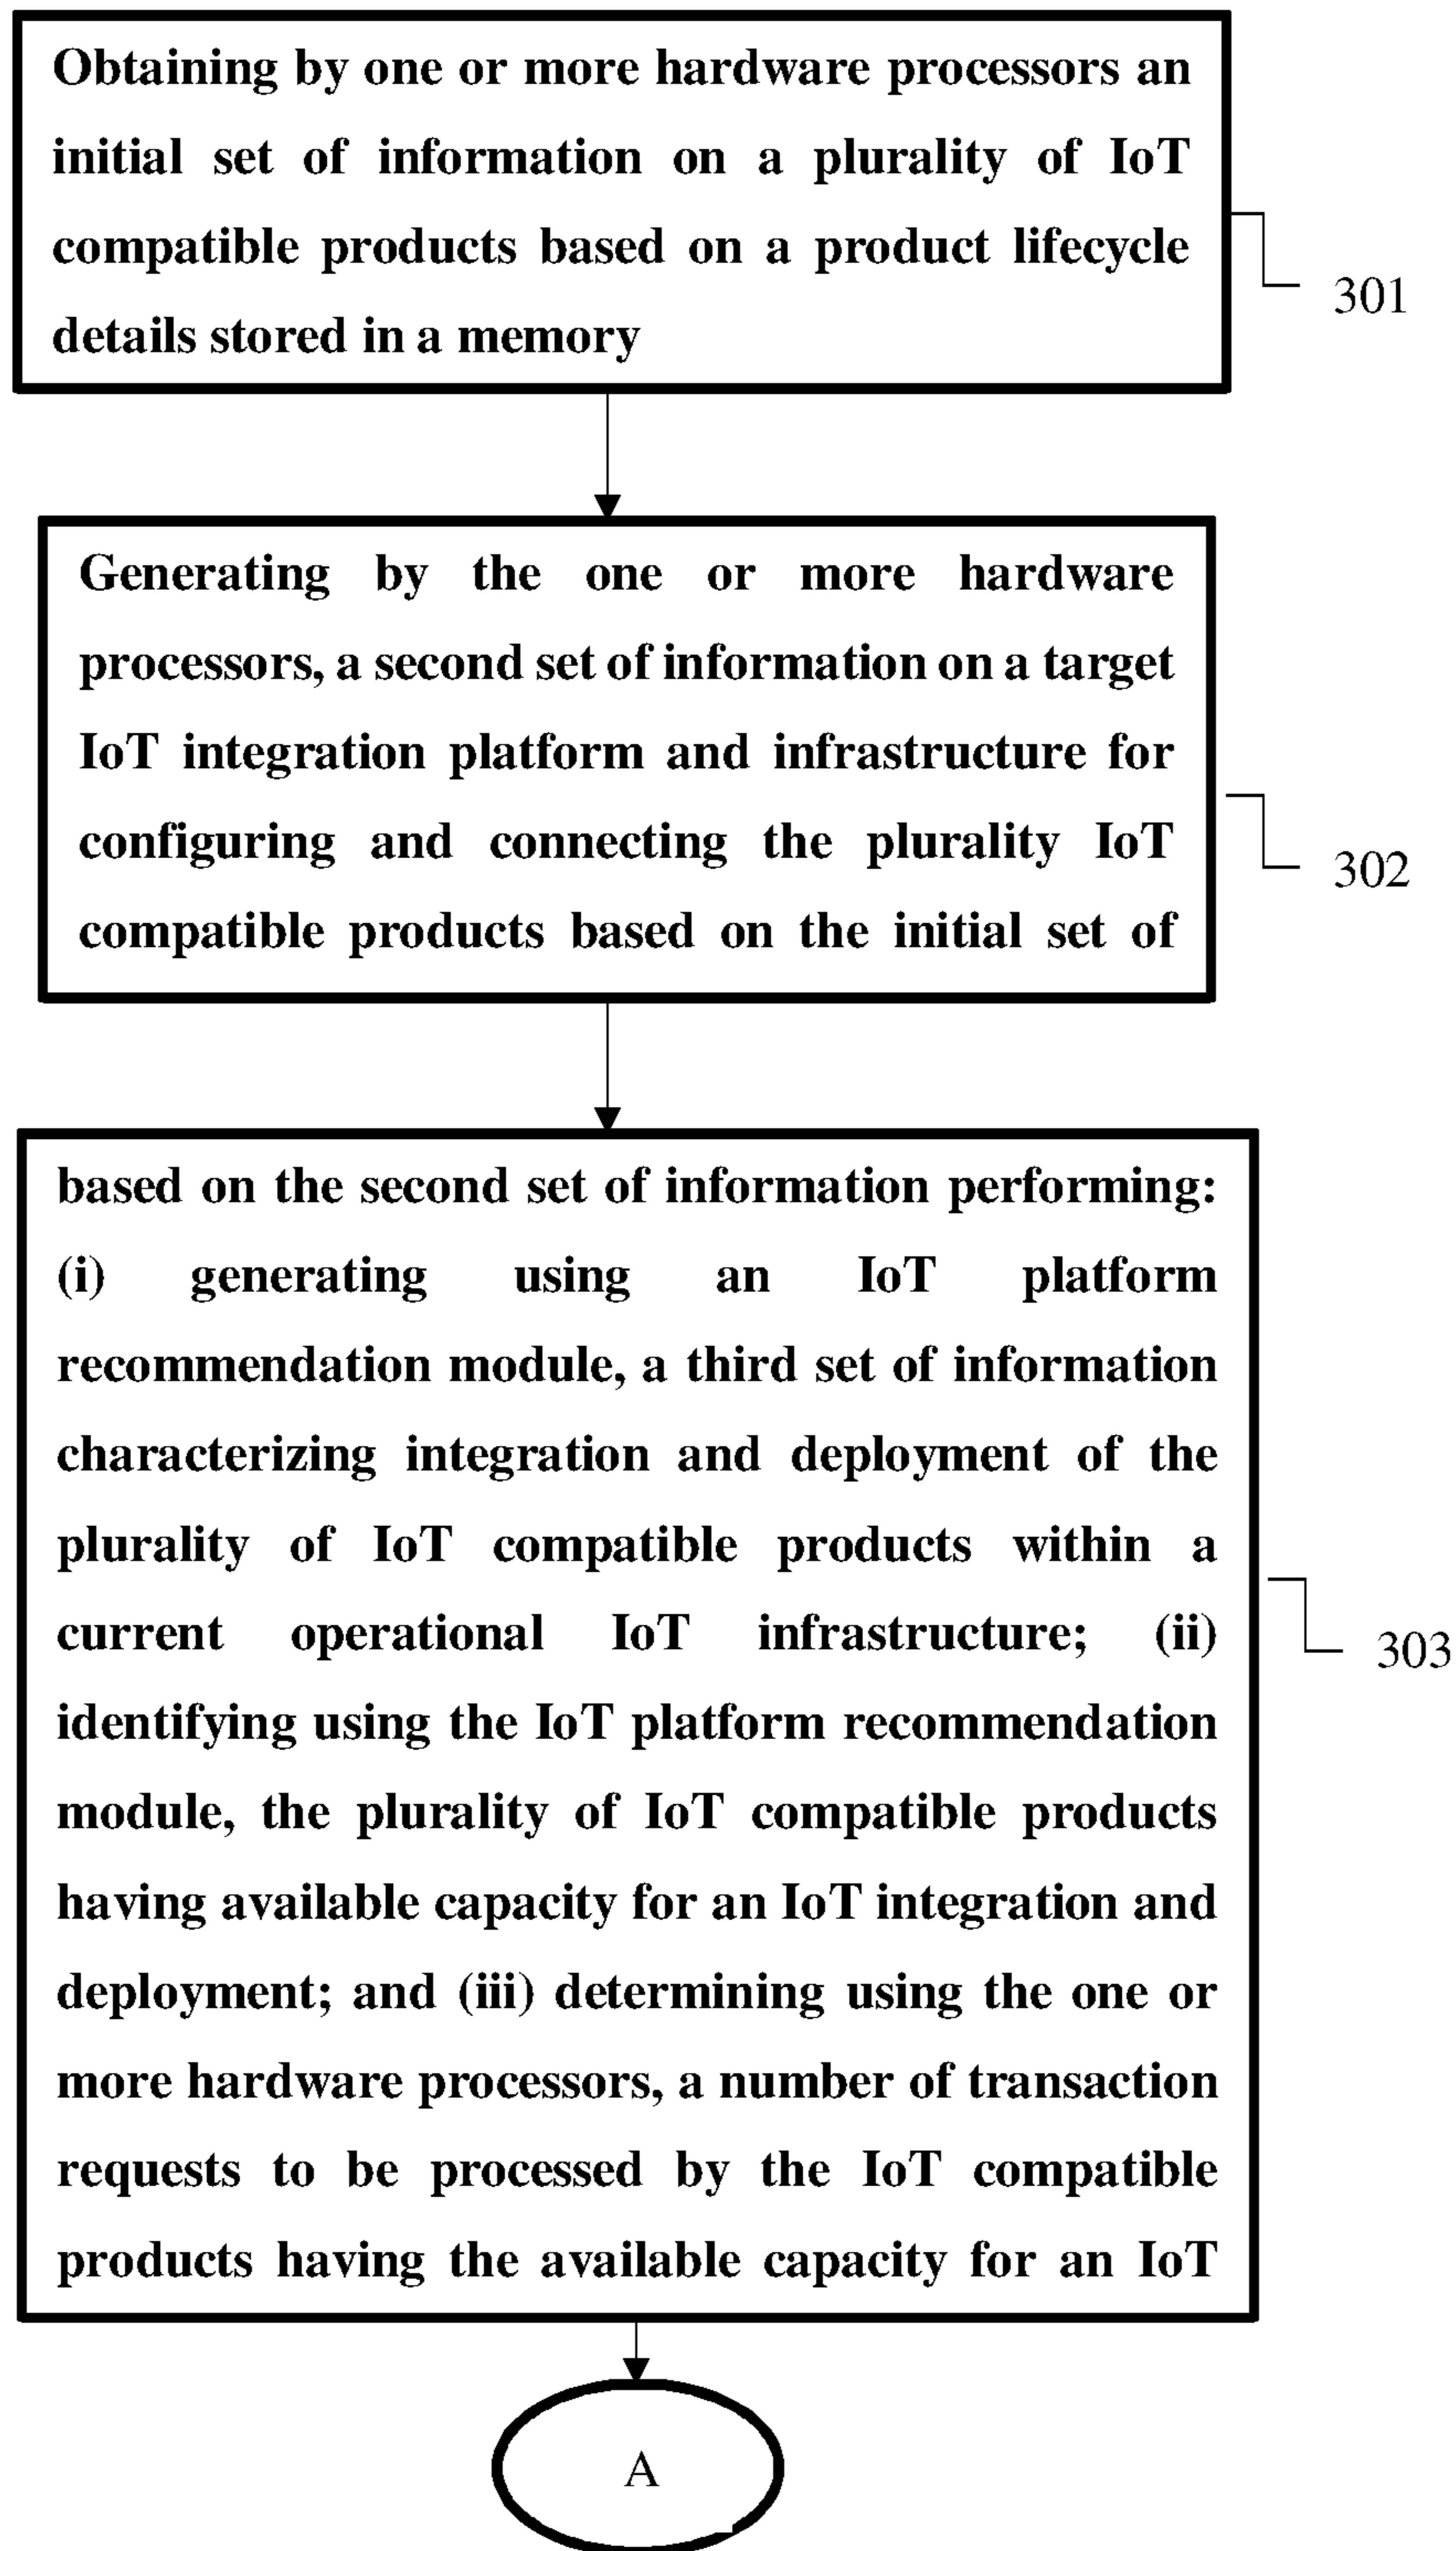 Obtaining by one or more hardware processors an
initial set of information on a plurality of IoT
compatible products based on a product lifecycle
details stored in a memory
301
Generating by the one or more hardware
processors, a second set of information on a target
IoT integration platform and infrastructure for
configuring and connecting the plurality IoT
compatible products based on the initial set of
302
based on the second set of information performing:
(i) generating using an IoT platform
recommendation module, a third set of information
characterizing integration and deployment of the
plurality of IoT compatible products within a
current operational IoT infrastructure; (ii)
identifying using the IoT platform recommendation
module, the plurality of IoT compatible products
having available capacity for an IoT integration and
deployment; and (iii) determining using the one or
more hardware processors, a number of transaction
requests to be processed by the IoT compatible
products having the available capacity for an IoT
303
A